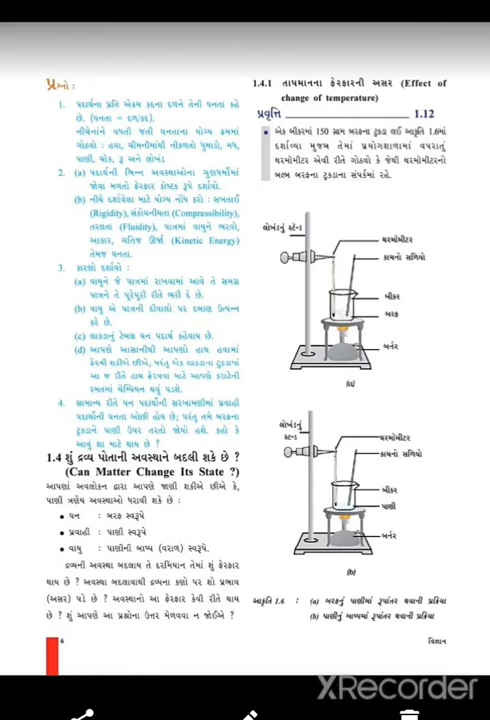 પ્રશ્નો :
1. પદાર્થના પ્રતિ એકમ કદના દળને તેની ઘનતા કહે
છે. (ઘનતા = દળ/કદ).
નીચેનાંને વધતી જતી ઘનતાના યોગ્ય ક્રમમાં
ગોઠવો : હવા, ચીમનીમાંથી નીકળતો ધુમાડો, મધ,
પાણી, ચોક, રૂ અને લોખંડ
2. (a) પદાર્થની ભિન્ન અવસ્થાઓના ગુણધર્મોમાં
જોવા મળતો ફેરફાર કોષ્ટક રૂપે દર્શાવો.
(b) નીચે દર્શાવેલા માટે યોગ્ય નોંધ કરો : સખતાઈ
(Rigidity), સંકોચનીયતા (Compressibility),
તરલતા (Fluidity), પાત્રમાં વાયુને ભરવો,
આકાર, ગતિજ ઊર્જા (Kinetic Energy)
તેમજ ઘનતા.
3. કારણો દર્શાવો :
(a) વાયુને જે પાત્રમાં રાખવામાં આવે તે સમગ્ર
પાત્રને તે પૂરેપૂરી રીતે ભરી દે છે.
(b) વાયુ એ પાત્રની દીવાલો પર દબાણ ઉત્પન્ન
કરે છે.
(c) લાકડાનું ટેબલ ઘન પદાર્થ કહેવાય છે.
(d) આપણે આસાનીથી આપણો હાથ હવામાં
ફેરવી શકીએ છીએ, પરંતુ એક લાકડાના ટુકડામાં
આ જ રીતે હાથ ફેરવવા માટે આપણે કરાટેની
રમતમાં ચૅમ્પિયન થવું પડશે.
4. સામાન્ય રીતે ઘન પદાર્થોની સરખામણીમાં પ્રવાહી
પદાર્થોની ઘનતા ઓછી હોય છે; પરંતુ તમે બરફના
ટુકડાને પાણી ઉપર તરતો જોયો હશે. કહો કે
આવું શા માટે થાય છે ?
1.4 શું દ્રવ્ય પોતાની અવસ્થાને બદલી શકે છે ?
(Can Matter Change Its State ?)
આપણાં અવલોકન દ્વારા આપણે જાણી શકીએ છીએ કે,
પાણી ત્રણેય અવસ્થાઓ ધરાવી શકે છે :
• ઘન : બરફ સ્વરૂપે
• પ્રવાહી : પાણી સ્વરૂપે
• વાયુ : પાણીની બાષ્પ (વરાળ) સ્વરૂપે.
દ્રવ્યની અવસ્થા બદલાય તે દરમિયાન તેમાં શું ફેરફાર
થાય છે ? અવસ્થા બદલાવાથી દ્રવ્યના કણો પર શો પ્રભાવ
(અસર) પડે છે ? અવસ્થાનો આ ફેરફાર કેવી રીતે થાય
છે ? શું આપણે આ પ્રશ્નોના ઉત્તર મેળવવા ન જોઈએ ?
1.4.1 તાપમાનના ફેરફારની અસર (Effect of
change of temperature)
પ્રવૃત્તિ 1.12
• એક બીકરમાં 150 ગ્રામ બરફના ટુકડા લઈ આકૃતિ 1.6માં
દર્શાવ્યા મુજબ તેમાં પ્રયોગશાળામાં વપરાતું
થરમૉમીટર એવી રીતે ગોઠવો કે જેથી થરમૉમીટરનો
બલ્બ બરફના ટુકડાના સંપર્કમાં રહે.
લોખંડનું સ્ટેન્ડ
થરમૉમીટર
કાચનો સળિયો
બીકર
બરફ
બર્નર
(a)
લોખંડનું
સ્ટેન્ડ
થરમૉમીટર
કાચનો સળિયો
બીકર
પાણી
બર્નર
(b)
આકૃતિ 1.6 : (a) બરફનું પાણીમાં રૂપાંતર થવાની પ્રક્રિયા
(b) પાણીનું બાષ્પમાં રૂપાંતર થવાની પ્રક્રિયા
6
વિજ્ઞાન
XRecorder